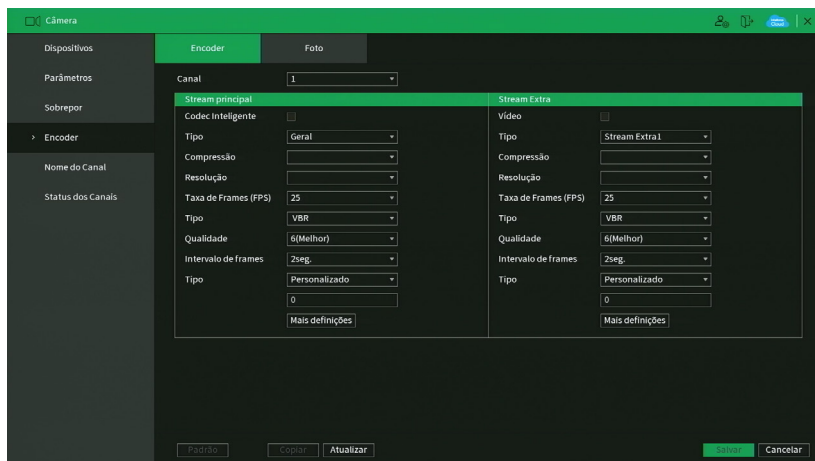 Câmera
Dispositivos
Parâmetros
Sobrepor
> Encoder
Nome do Canal
Status dos Canais
Encoder Foto
Canal 1
Stream principal Stream Extra
Codec Inteligente Vídeo
Tipo Geral Tipo Stream Extra1
Compressão Compressão
Resolução Resolução
Taxa de Frames (FPS) 25 Taxa de Frames (FPS) 25
Tipo VBR Tipo VBR
Qualidade 6(Melhor) Qualidade 6(Melhor)
Intervalo de frames 2seg. Intervalo de frames 2seg.
Tipo Personalizado Tipo Personalizado
0 0
Mais definições Mais definições
Padrão Copiar Atualizar Salvar Cancelar